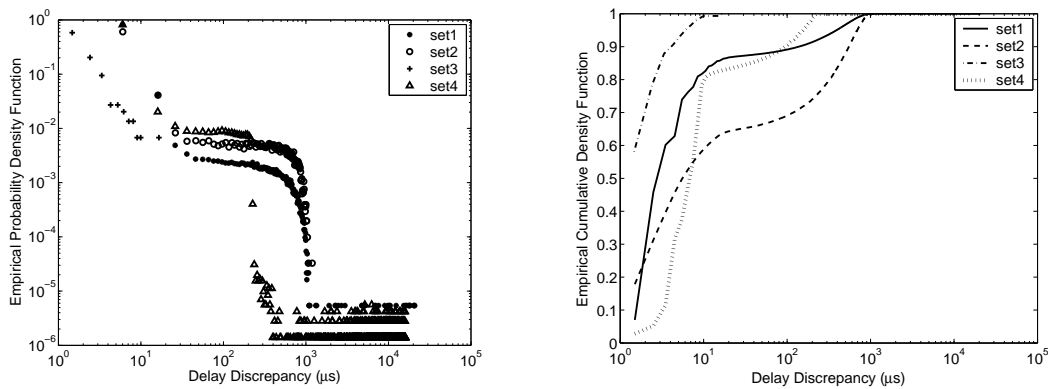 Empirical Probability Density Function
10^0
10^-1
10^-2
10^-3
10^-4
10^-5
10^-6
10^0 10^1 10^2 10^3 10^4 10^5
Delay Discrepancy (μs)
set1
set2
set3
set4
Empirical Cumulative Density Function
1
0.9
0.8
0.7
0.6
0.5
0.4
0.3
0.2
0.1
0
10^0 10^1 10^2 10^3 10^4 10^5
Delay Discrepancy (μs)
set1
set2
set3
set4